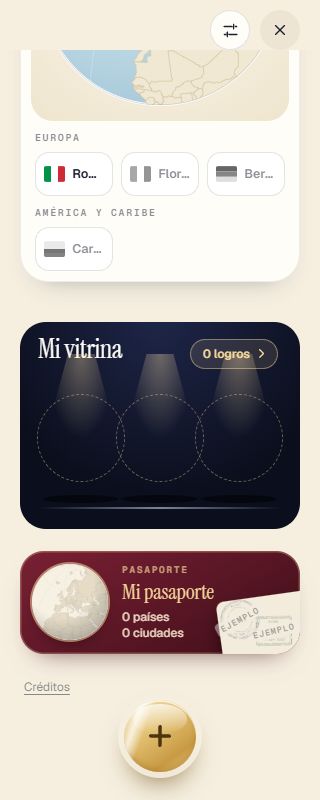 EUROPA
Ro...
Flor...
Ber...
AMÉRICA Y CARIBE
Car...
Mi vitrina
0 logros
PASAPORTE
Mi pasaporte
0 países
0 ciudades
EJEMPLO
EJEMPLO
Créditos